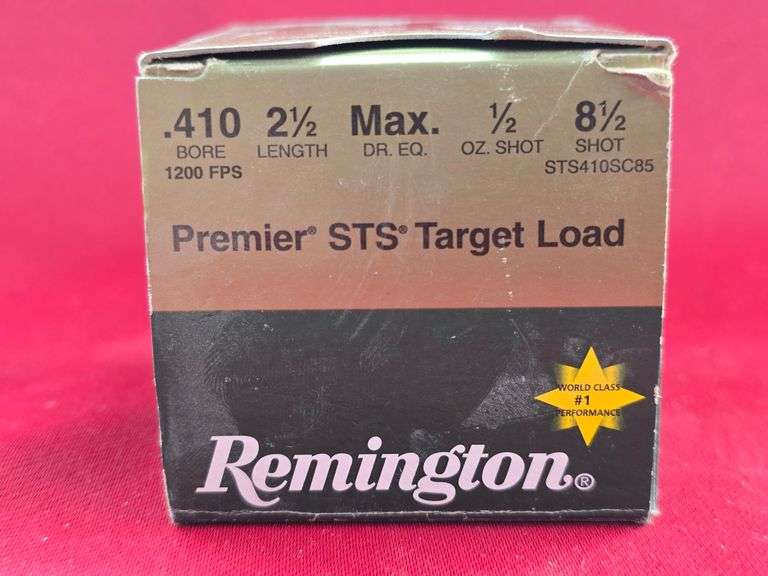 .410 2½ Max. ½ 8½
BORE LENGTH DR. EQ. OZ. SHOT SHOT
1200 FPS STS410SC85
Premier® STS® Target Load
WORLD CLASS
#1
PERFORMANCE
Remington®